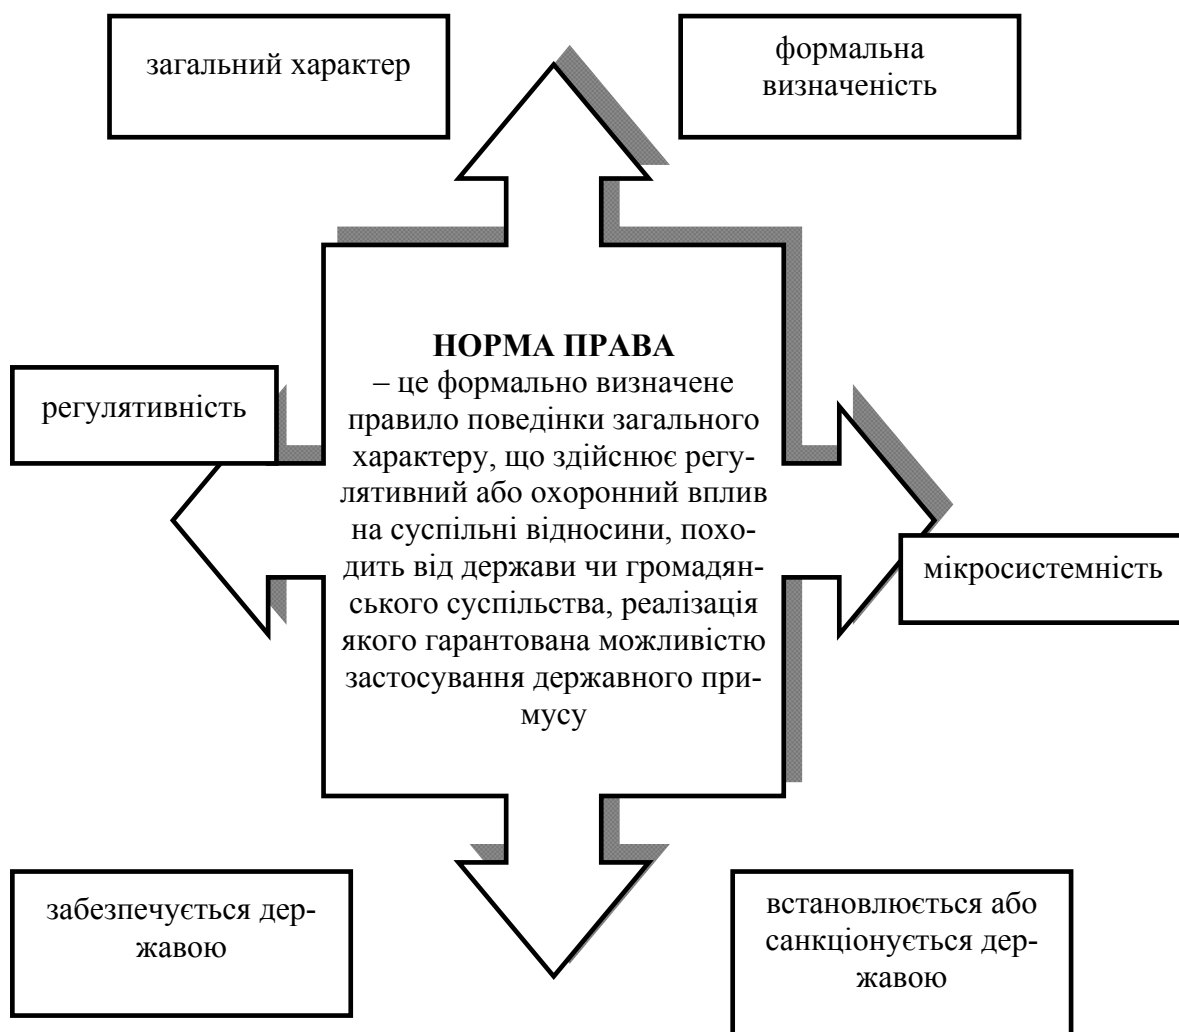 загальний характер
формальна
визначеність
НОРМА ПРАВА
– це формально визначене
правило поведінки загального
характеру, що здійснює регу-
лятивний або охоронний вплив
на суспільні відносини, похо-
дить від держави чи громадян-
ського суспільства, реалізація
якого гарантована можливістю
застосування державного при-
мусу
регулятивність
мікросистемність
забезпечується дер-
жавою
встановлюється або
санкціонується дер-
жавою